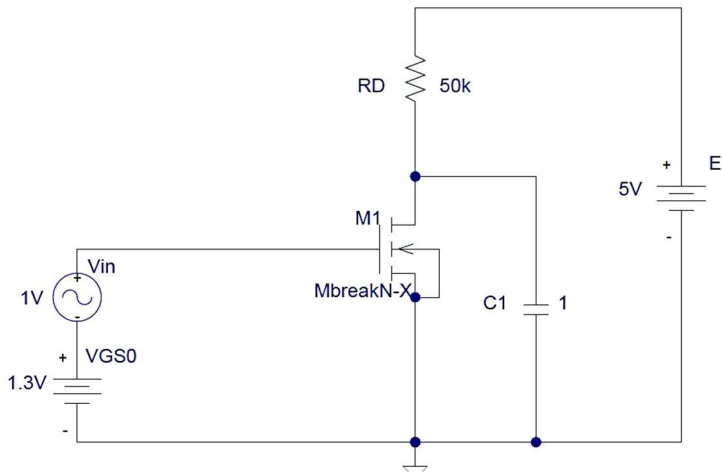 RD 50k
+ E
5V
-
M1
Vin
+
1V
-
MbreakN-X
C1 1
+ VGS0
1.3V
-